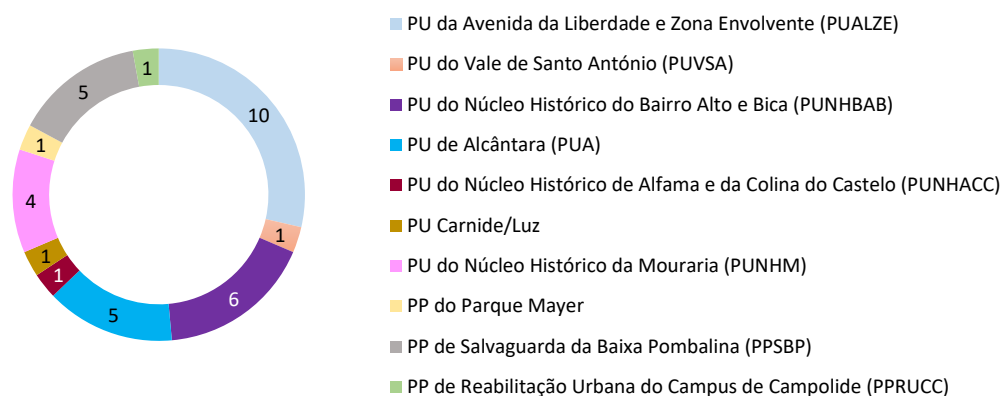 10
1
6
5
1
1
4
1
5
1
PU da Avenida da Liberdade e Zona Envolvente (PUALZE)
PU do Vale de Santo António (PUVSA)
PU do Núcleo Histórico do Bairro Alto e Bica (PUNHBAB)
PU de Alcântara (PUA)
PU do Núcleo Histórico de Alfama e da Colina do Castelo (PUNHACC)
PU Carnide/Luz
PU do Núcleo Histórico da Mouraria (PUNHM)
PP do Parque Mayer
PP de Salvaguarda da Baixa Pombalina (PPSBP)
PP de Reabilitação Urbana do Campus de Campolide (PPRUCC)